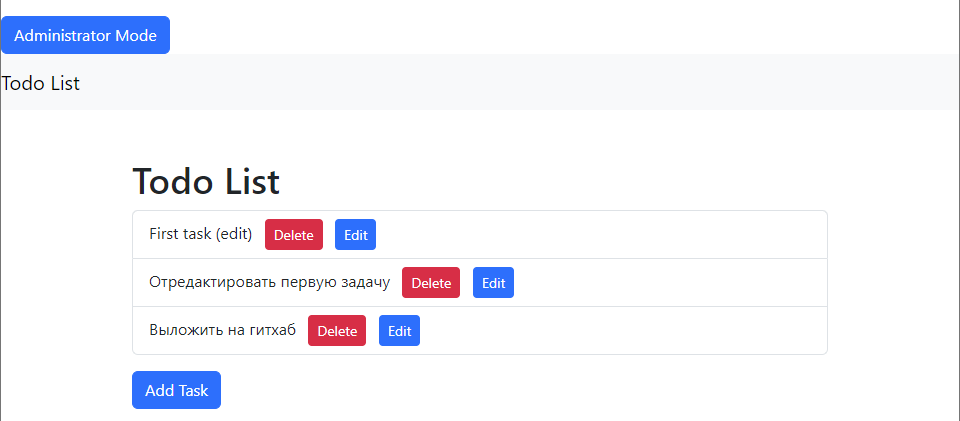 Administrator Mode
Todo List
Todo List
First task (edit) Delete Edit
Отредактировать первую задачу Delete Edit
Выложить на гитхаб Delete Edit
Add Task